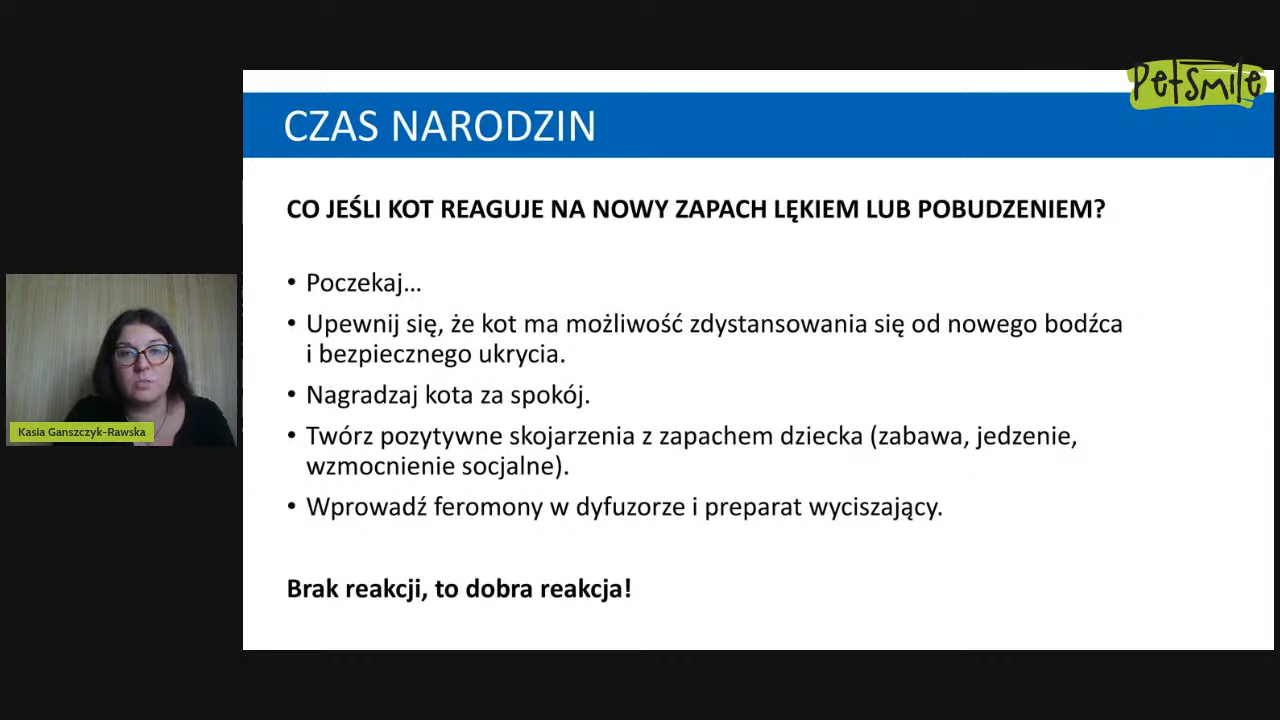 PetSmile
CZAS NARODZIN
CO JEŚLI KOT REAGUJE NA NOWY ZAPACH LĘKIEM LUB POBUDZENIEM?
• Poczekaj...
• Upewnij się, że kot ma możliwość zdystansowania się od nowego bodźca
i bezpiecznego ukrycia.
• Nagradzaj kota za spokój.
• Twórz pozytywne skojarzenia z zapachem dziecka (zabawa, jedzenie,
wzmocnienie socjalne).
• Wprowadź feromony w dyfuzorze i preparat wyciszający.
Brak reakcji, to dobra reakcja!
Kasia Ganszczyk-Rawska